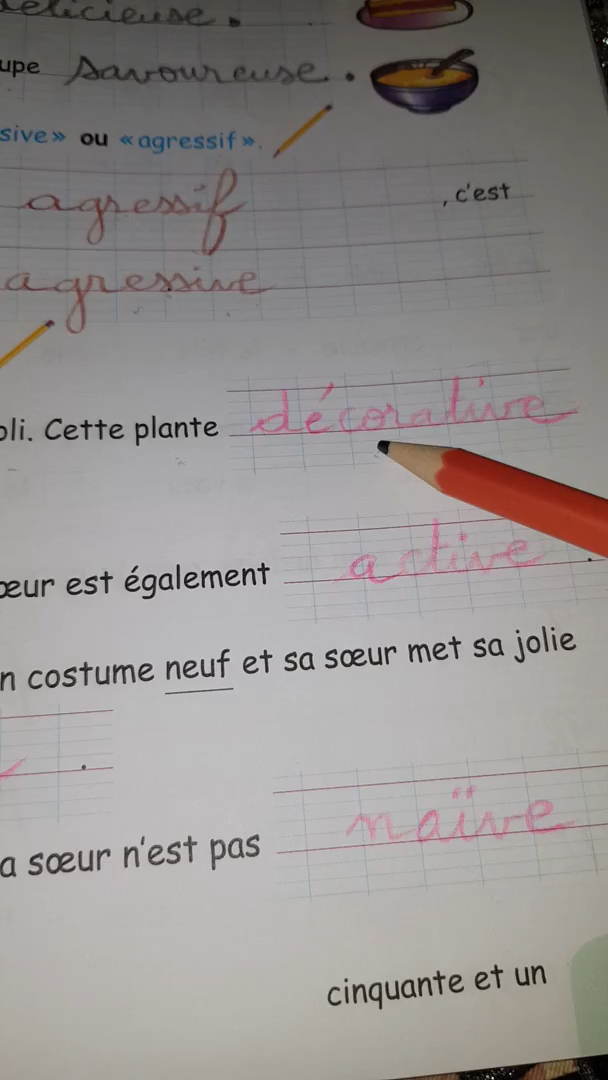 délicieuse.
upe savoureuse.
sive» ou «agressif».
agressif , c'est
agressive
oli. Cette plante décorative
œur est également active.
n costume neuf et sa sœur met sa jolie
.
a sœur n'est pas naïve
cinquante et un